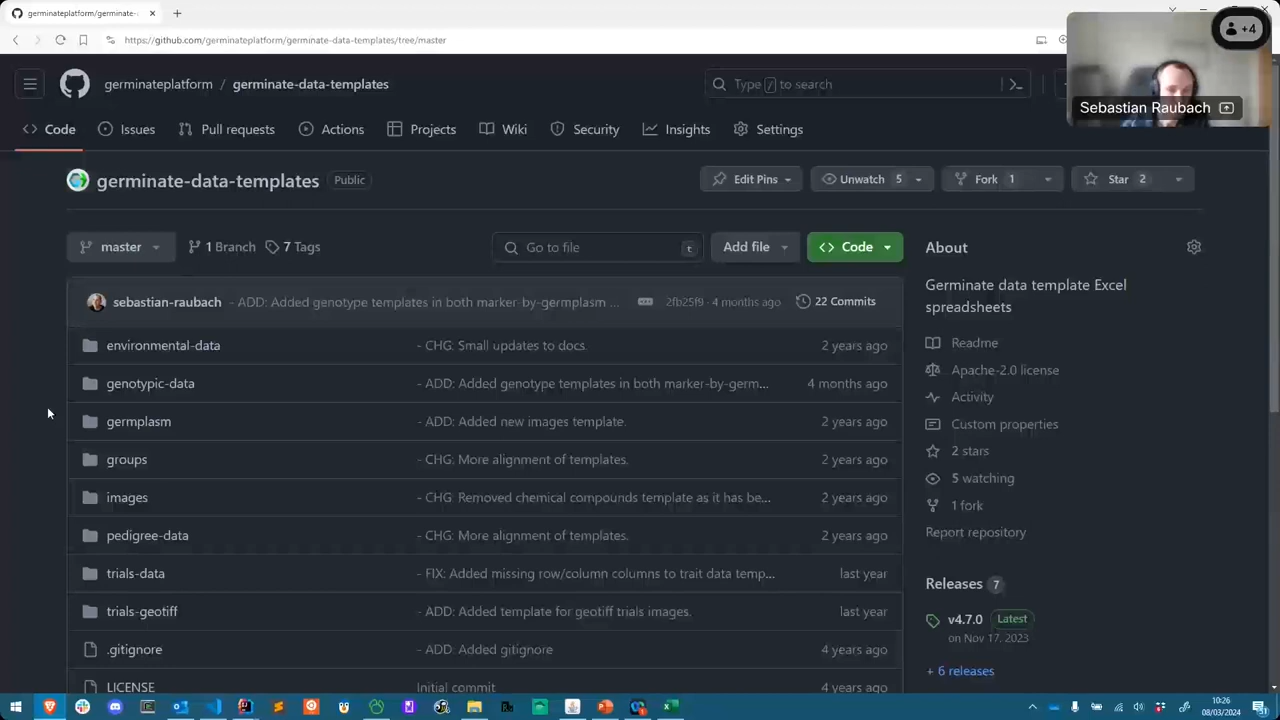 germinateplatform/germinate-
https://github.com/germinateplatform/germinate-data-templates/tree/master
+4
Sebastian Raubach
germinateplatform / germinate-data-templates
Type / to search
Code Issues Pull requests Actions Projects Wiki Security Insights Settings
germinate-data-templates Public
Edit Pins Unwatch 5 Fork 1 Star 2
master 1 Branch 7 Tags Go to file t Add file Code
sebastian-raubach - ADD: Added genotype templates in both marker-by-germplasm ... 2fb25f9 · 4 months ago 22 Commits
environmental-data - CHG: Small updates to docs. 2 years ago
genotypic-data - ADD: Added genotype templates in both marker-by-germ... 4 months ago
germplasm - ADD: Added new images template. 2 years ago
groups - CHG: More alignment of templates. 2 years ago
images - CHG: Removed chemical compounds template as it has be... 2 years ago
pedigree-data - CHG: More alignment of templates. 2 years ago
trials-data - FIX: Added missing row/column columns to trait data temp... last year
trials-geotiff - ADD: Added template for geotiff trials images. last year
.gitignore - ADD: Added gitignore 4 years ago
LICENSE Initial commit 4 years ago
About
Germinate data template Excel
spreadsheets
Readme
Apache-2.0 license
Activity
Custom properties
2 stars
5 watching
1 fork
Report repository
Releases 7
v4.7.0 Latest
on Nov 17, 2023
+ 6 releases
10:26
08/03/2024